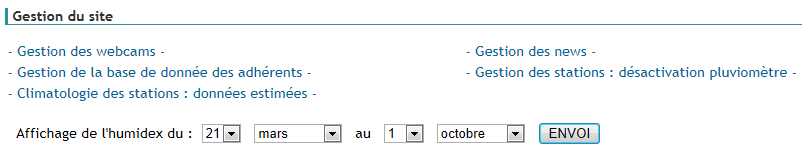 Gestion du site
- Gestion des webcams -
- Gestion des news -
- Gestion de la base de donnée des adhérents -
- Gestion des stations : désactivation pluviomètre -
- Climatologie des stations : données estimées -
Affichage de l'humidex du : 21 mars au 1 octobre ENVOI